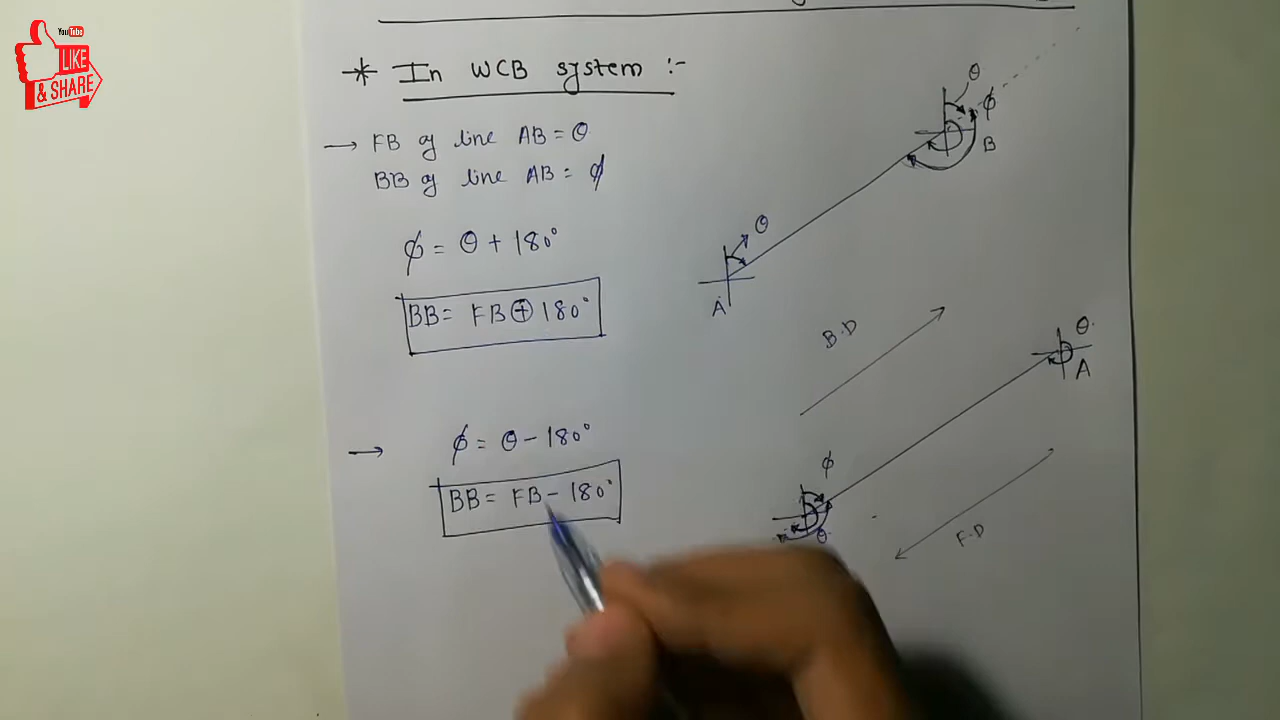 YouTube
LIKE
& SHARE
* In WCB system :-
→ FB of line AB = θ
BB of line AB = ϕ
ϕ = θ + 180°
BB = FB ⊕ 180°
→ ϕ = θ - 180°
BB = FB - 180°
θ
ϕ
B
θ
A
B.D
θ
A
ϕ
θ
F.D